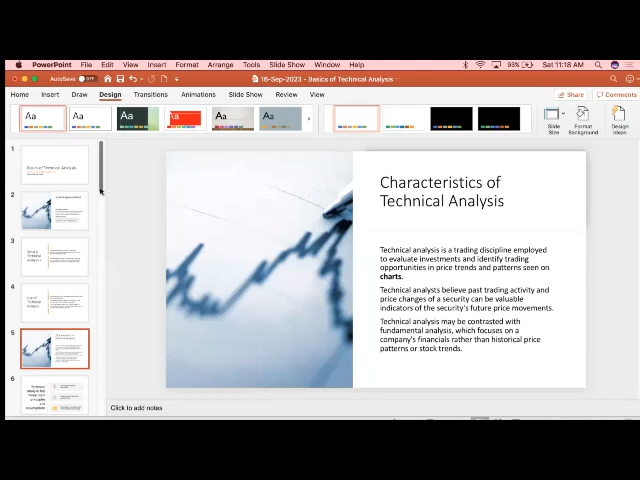 PowerPoint File Edit View Insert Format Arrange Tools Slide Show Window Help 93% Sat 11:18 AM
AutoSave OFF 16-Sep-2023 - Basics of Technical Analysis
Home Insert Draw Design Transitions Animations Slide Show Review View Share Comments
Aa Aa Aa Aa Aa Aa
Slide Size
Format Background
Design Ideas
1
Basics of Technical Analysis
2
3
What is Technical Analysis ?
4
5
6
Characteristics of
Technical Analysis
Technical analysis is a trading discipline employed
to evaluate investments and identify trading
opportunities in price trends and patterns seen on
charts.
Technical analysts believe past trading activity and
price changes of a security can be valuable
indicators of the security's future price movements.
Technical analysis may be contrasted with
fundamental analysis, which focuses on a
company's financials rather than historical price
patterns or stock trends.
Click to add notes